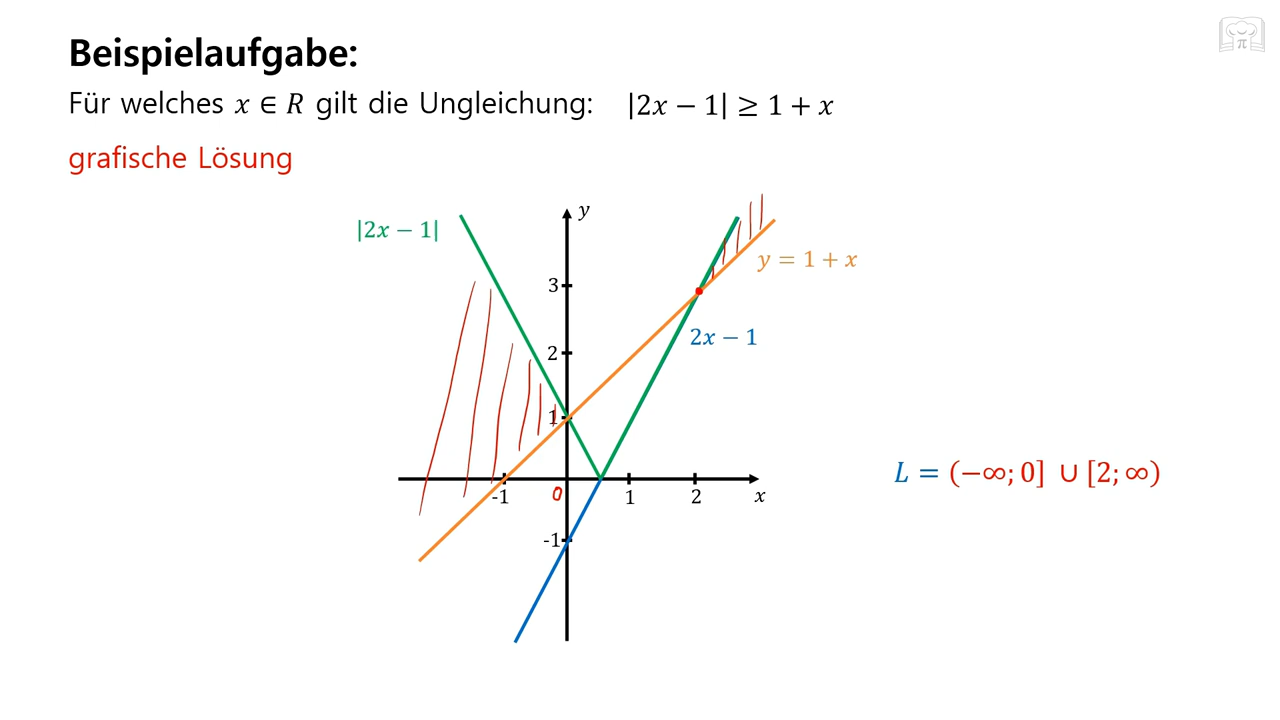 Beispielaufgabe:
Für welches x ∈ R gilt die Ungleichung: |2x − 1| ≥ 1 + x
grafische Lösung
|2x − 1|
y
y = 1 + x
3
2x − 1
2
1
L = (−∞; 0] ∪ [2; ∞)
-1 0 1 2 x
-1
π